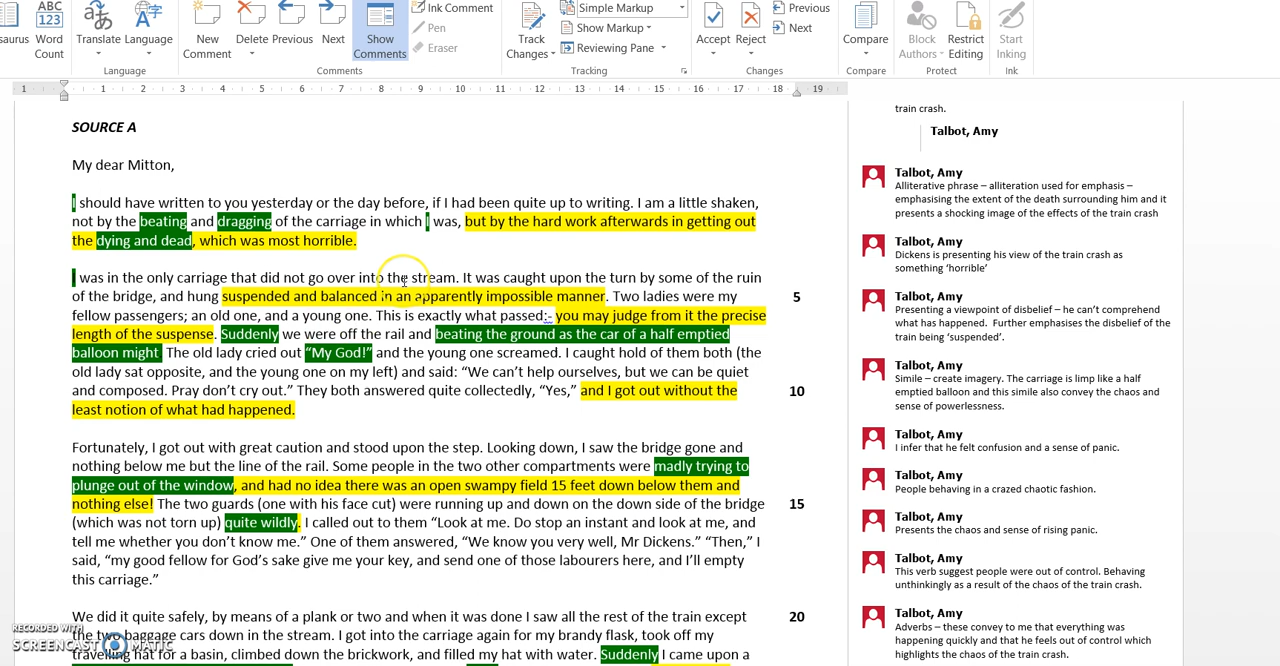 saurus
ABC
123
Word
Count
Translate Language
Language
New
Comment
Delete Previous Next
Show
Comments
Ink Comment
Pen
Eraser
Comments
Track
Changes
Simple Markup
Show Markup
Reviewing Pane
Tracking
Accept Reject
Previous
Next
Changes
Compare
Compare
Block
Authors
Restrict
Editing
Protect
Start
Inking
Ink
1 1 2 3 4 5 6 7 8 9 10 11 12 13 14 15 16 17 18 19
SOURCE A
My dear Mitton,
I should have written to you yesterday or the day before, if I had been quite up to writing. I am a little shaken,
not by the beating and dragging of the carriage in which I was, but by the hard work afterwards in getting out
the dying and dead, which was most horrible.
I was in the only carriage that did not go over into the stream. It was caught upon the turn by some of the ruin
of the bridge, and hung suspended and balanced in an apparently impossible manner. Two ladies were my
5
fellow passengers; an old one, and a young one. This is exactly what passed:- you may judge from it the precise
length of the suspense. Suddenly we were off the rail and beating the ground as the car of a half emptied
balloon might The old lady cried out “My God!” and the young one screamed. I caught hold of them both (the
old lady sat opposite, and the young one on my left) and said: “We can’t help ourselves, but we can be quiet
and composed. Pray don’t cry out.” They both answered quite collectedly, “Yes,” and I got out without the
10
least notion of what had happened.
Fortunately, I got out with great caution and stood upon the step. Looking down, I saw the bridge gone and
nothing below me but the line of the rail. Some people in the two other compartments were madly trying to
plunge out of the window, and had no idea there was an open swampy field 15 feet down below them and
nothing else! The two guards (one with his face cut) were running up and down on the down side of the bridge
15
(which was not torn up) quite wildly. I called out to them “Look at me. Do stop an instant and look at me, and
tell me whether you don’t know me.” One of them answered, “We know you very well, Mr Dickens.” “Then,” I
said, “my good fellow for God’s sake give me your key, and send one of those labourers here, and I’ll empty
this carriage.”
We did it quite safely, by means of a plank or two and when it was done I saw all the rest of the train except
20
the two baggage cars down in the stream. I got into the carriage again for my brandy flask, took off my
travelling hat for a basin, climbed down the brickwork, and filled my hat with water. Suddenly I came upon a
train crash.
Talbot, Amy
Talbot, Amy
Alliterative phrase – alliteration used for emphasis –
emphasising the extent of the death surrounding him and it
presents a shocking image of the effects of the train crash
Talbot, Amy
Dickens is presenting his view of the train crash as
something ‘horrible’
Talbot, Amy
Presenting a viewpoint of disbelief – he can’t comprehend
what has happened. Further emphasises the disbelief of the
train being ‘suspended’.
Talbot, Amy
Simile – create imagery. The carriage is limp like a half
emptied balloon and this simile also convey the chaos and
sense of powerlessness.
Talbot, Amy
I infer that he felt confusion and a sense of panic.
Talbot, Amy
People behaving in a crazed chaotic fashion.
Talbot, Amy
Presents the chaos and sense of rising panic.
Talbot, Amy
This verb suggest people were out of control. Behaving
unthinkingly as a result of the chaos of the train crash.
Talbot, Amy
Adverbs – these convey to me that everything was
happening quickly and that he feels out of control which
highlights the chaos of the train crash.
RECORDED WITH
SCREENCAST MATIC